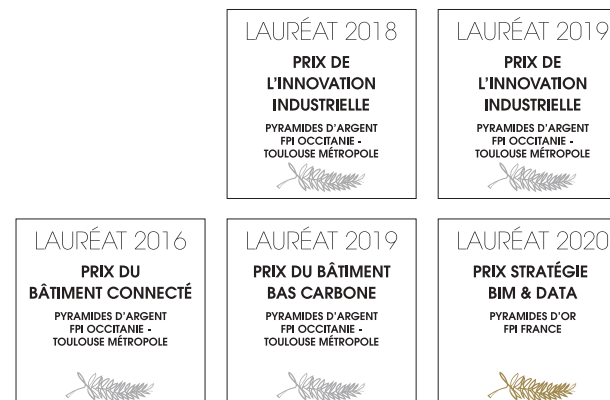 LAURÉAT 2018
PRIX DE
L'INNOVATION
INDUSTRIELLE
PYRAMIDES D'ARGENT
FPI OCCITANIE -
TOULOUSE MÉTROPOLE
LAURÉAT 2019
PRIX DE
L'INNOVATION
INDUSTRIELLE
PYRAMIDES D'ARGENT
FPI OCCITANIE -
TOULOUSE MÉTROPOLE
LAURÉAT 2016
PRIX DU
BÂTIMENT CONNECTÉ
PYRAMIDES D'ARGENT
FPI OCCITANIE -
TOULOUSE MÉTROPOLE
LAURÉAT 2019
PRIX DU BÂTIMENT
BAS CARBONE
PYRAMIDES D'ARGENT
FPI OCCITANIE -
TOULOUSE MÉTROPOLE
LAURÉAT 2020
PRIX STRATÉGIE
BIM & DATA
PYRAMIDES D'OR
FPI FRANCE